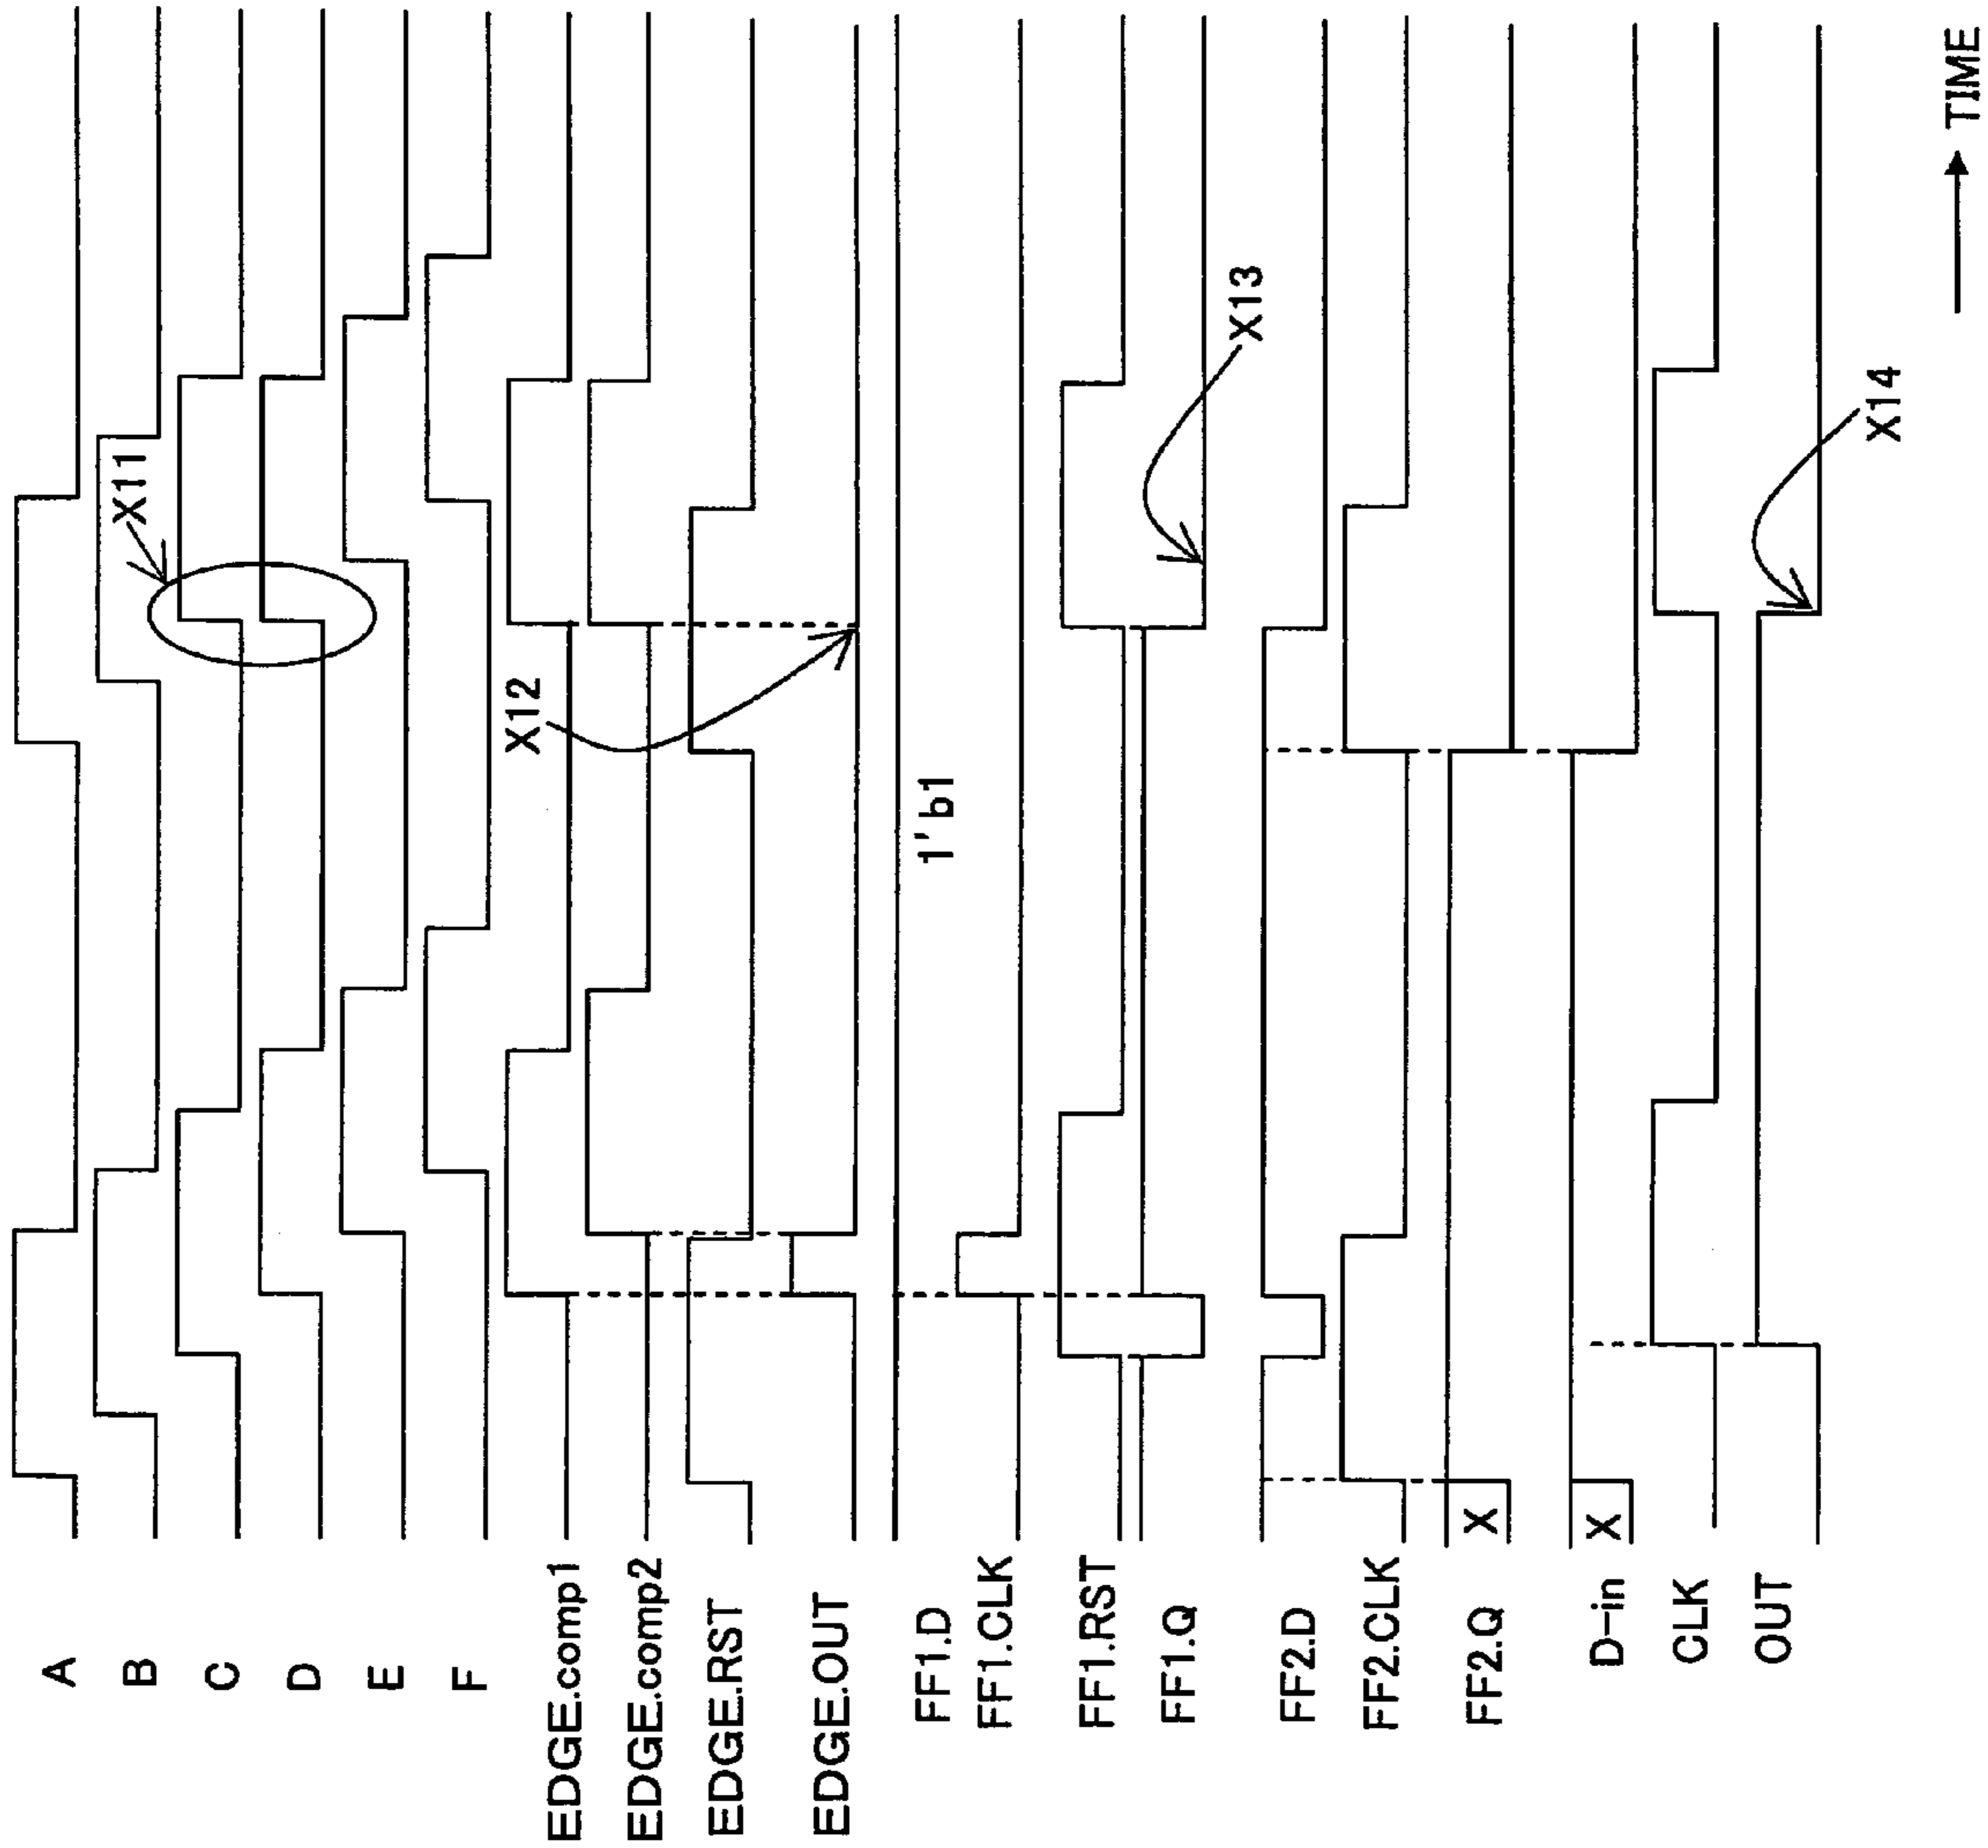 A
B
C
D
E
F
EDGE.comp1
EDGE.comp2
EDGE.RST
EDGE.OUT
FF1.D
FF1.CLK
FF1.RST
FF1.Q
FF2.D
FF2.CLK
FF2.Q
D-in
CLK
OUT
X
X
1'b1
X11
X12
X13
X14
TIME